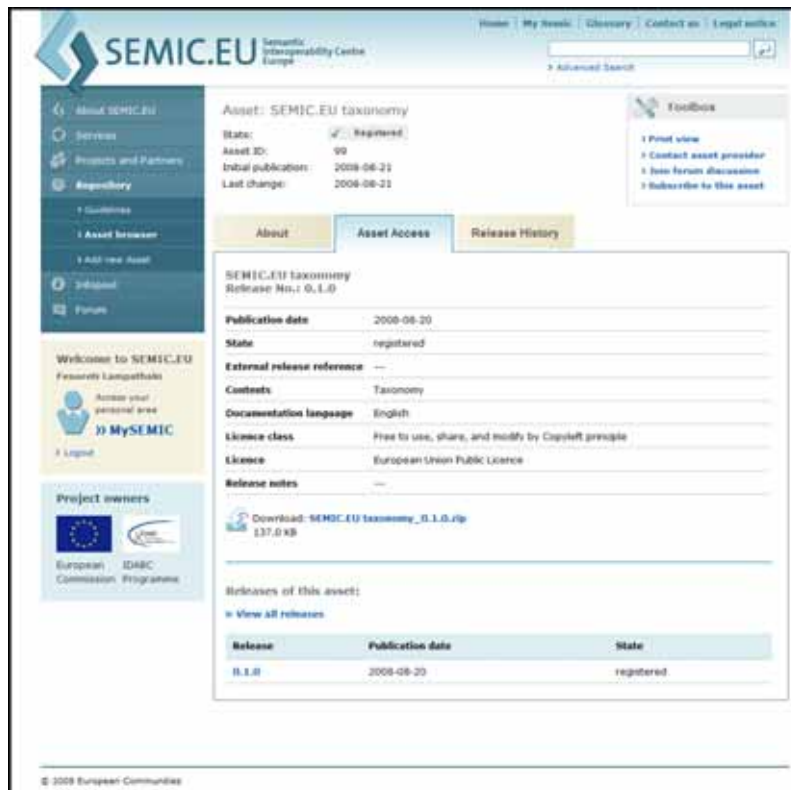 Home | My Semic | Glossary | Contact us | Legal notice
SEMIC.EU Semantic Interoperability Centre Europe
› Advanced Search
About SEMIC.EU
Services
Projects and Partners
Repository
› Guidelines
› Asset browser
› Add new Asset
Infopool
Forum
Asset: SEMIC.EU taxonomy
State: Registered
Asset ID: 99
Initial publication: 2008-08-21
Last change: 2008-08-21
Toolbox
› Print view
› Contact asset provider
› Join forum discussion
› Subscribe to this asset
About
Asset Access
Release History
Welcome to SEMIC.EU
Access your
personal area
» MySEMIC
› Logout
Project owners
European Commission
IDABC Programme
SEMIC.EU taxonomy
Release No.: 0.1.0
Publication date 2008-08-20
State registered
External release reference ---
Contents Taxonomy
Documentation language English
Licence class Free to use, share, and modify by Copyleft principle
Licence European Union Public Licence
Release notes ---
Download: SEMIC.EU taxonomy_0.1.0.zip
137.0 KB
Releases of this asset:
» View all releases
Release Publication date State
0.1.0 2008-08-20 registered
© 2009 European Communities